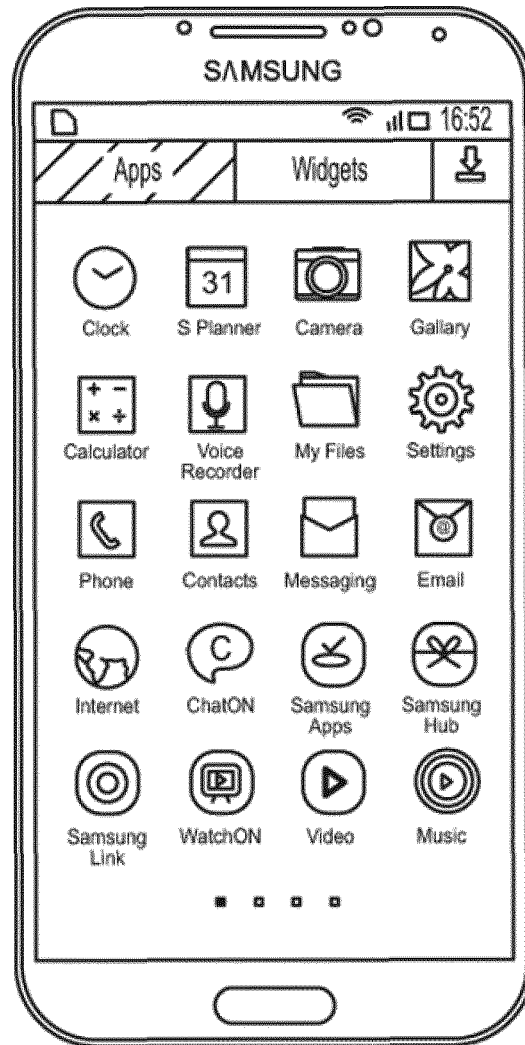 SAMSUNG
16:52
Apps Widgets
Clock S Planner Camera Gallary
Calculator Voice Recorder My Files Settings
Phone Contacts Messaging Email
Internet ChatON Samsung Apps Samsung Hub
Samsung Link WatchON Video Music
31
+ -
× ÷
@
C